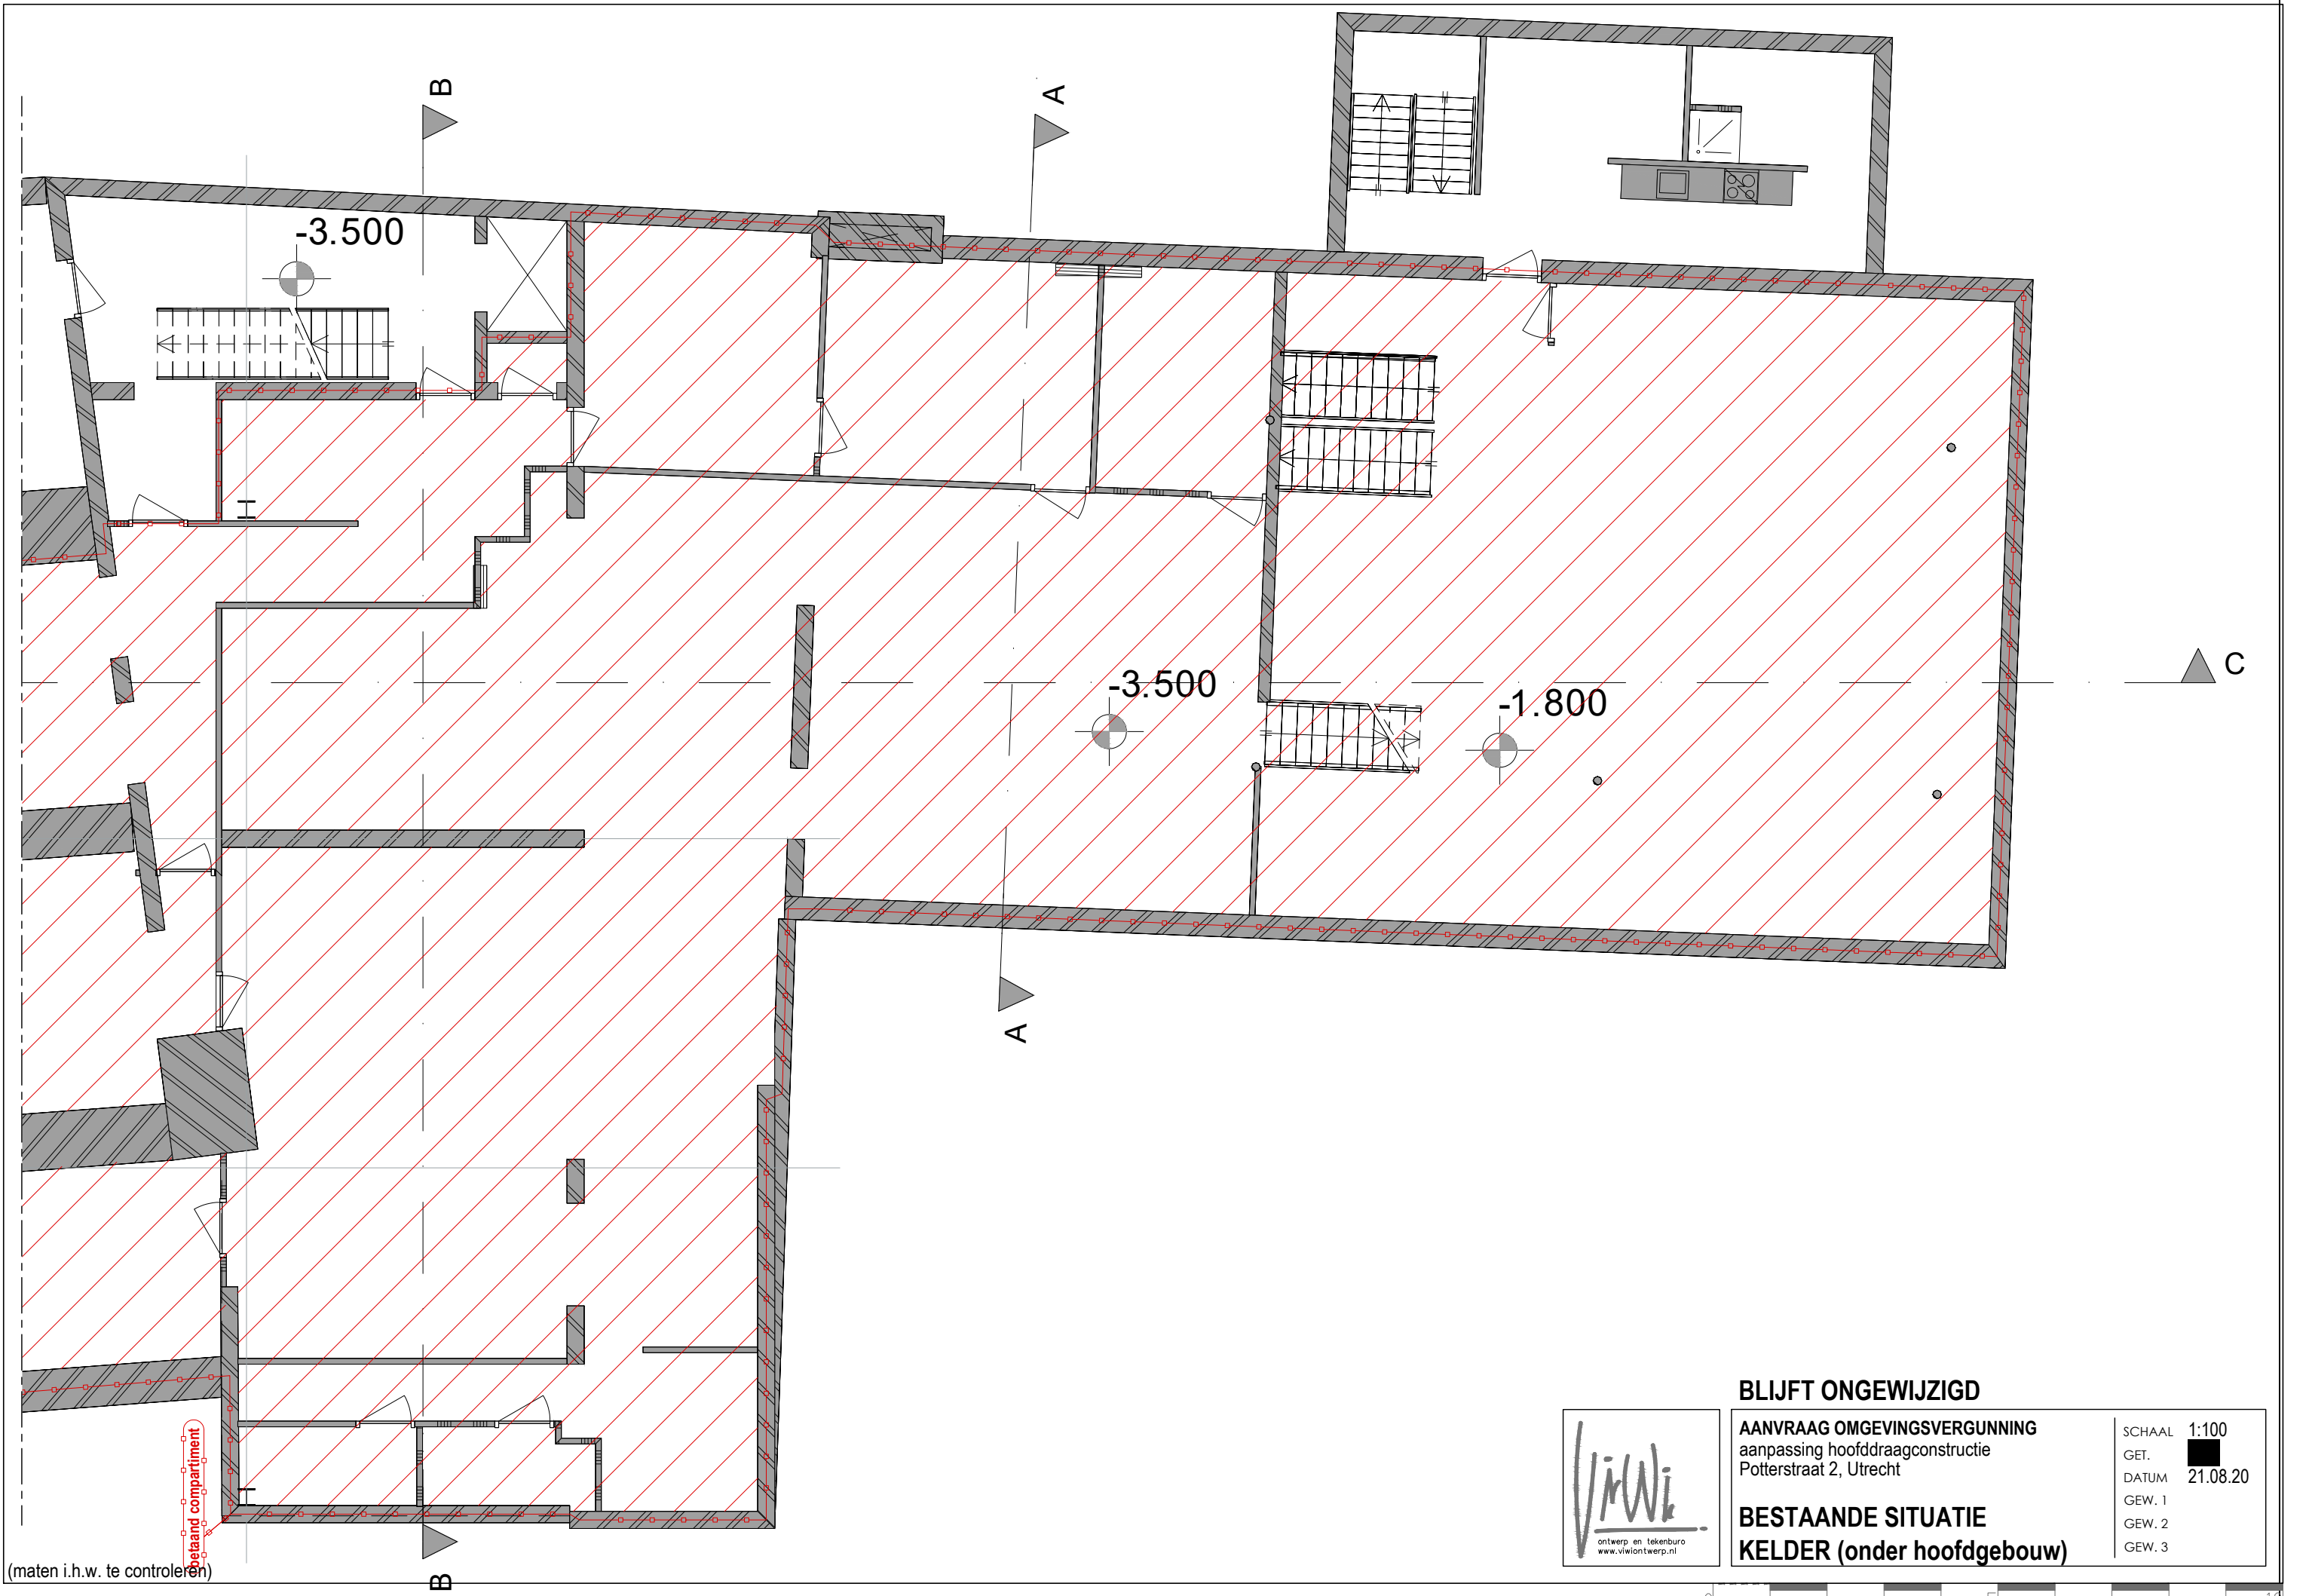 B
A
-3.500
C
-3.500
-1.800
A
BLIJFT ONGEWIJZIGD
AANVRAAG OMGEVINGSVERGUNNING
aanpassing hoofddraagconstructie
Potterstraat 2, Utrecht
BESTAANDE SITUATIE
KELDER (onder hoofdgebouw)
SCHAAL 1:100
GET.
DATUM 21.08.20
GEW. 1
GEW. 2
GEW. 3
ViWi
ontwerp en tekenburo
www.viwiontwerp.nl
betaand compartiment
(maten i.h.w. te controleren)
B